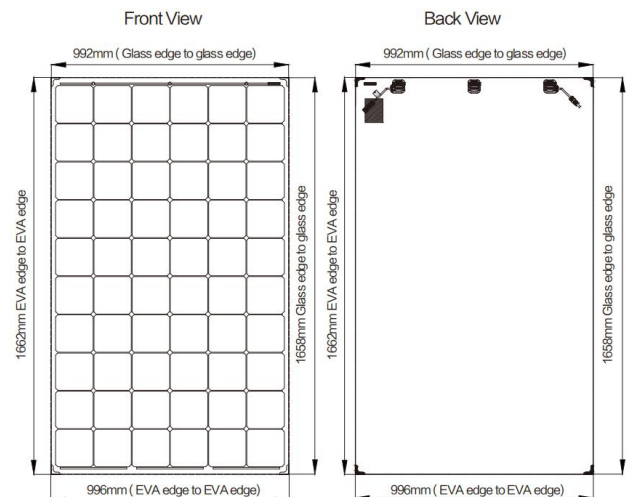 Front View
Back View
992mm ( Glass edge to glass edge)
992mm ( Glass edge to glass edge)
1662mm EVA edge to EVA edge
1658mm Glass edge to glass edge
1662mm EVA edge to EVA edge
1658mm Glass edge to glass edge
996mm ( EVA edge to EVA edge)
996mm ( EVA edge to EVA edge)